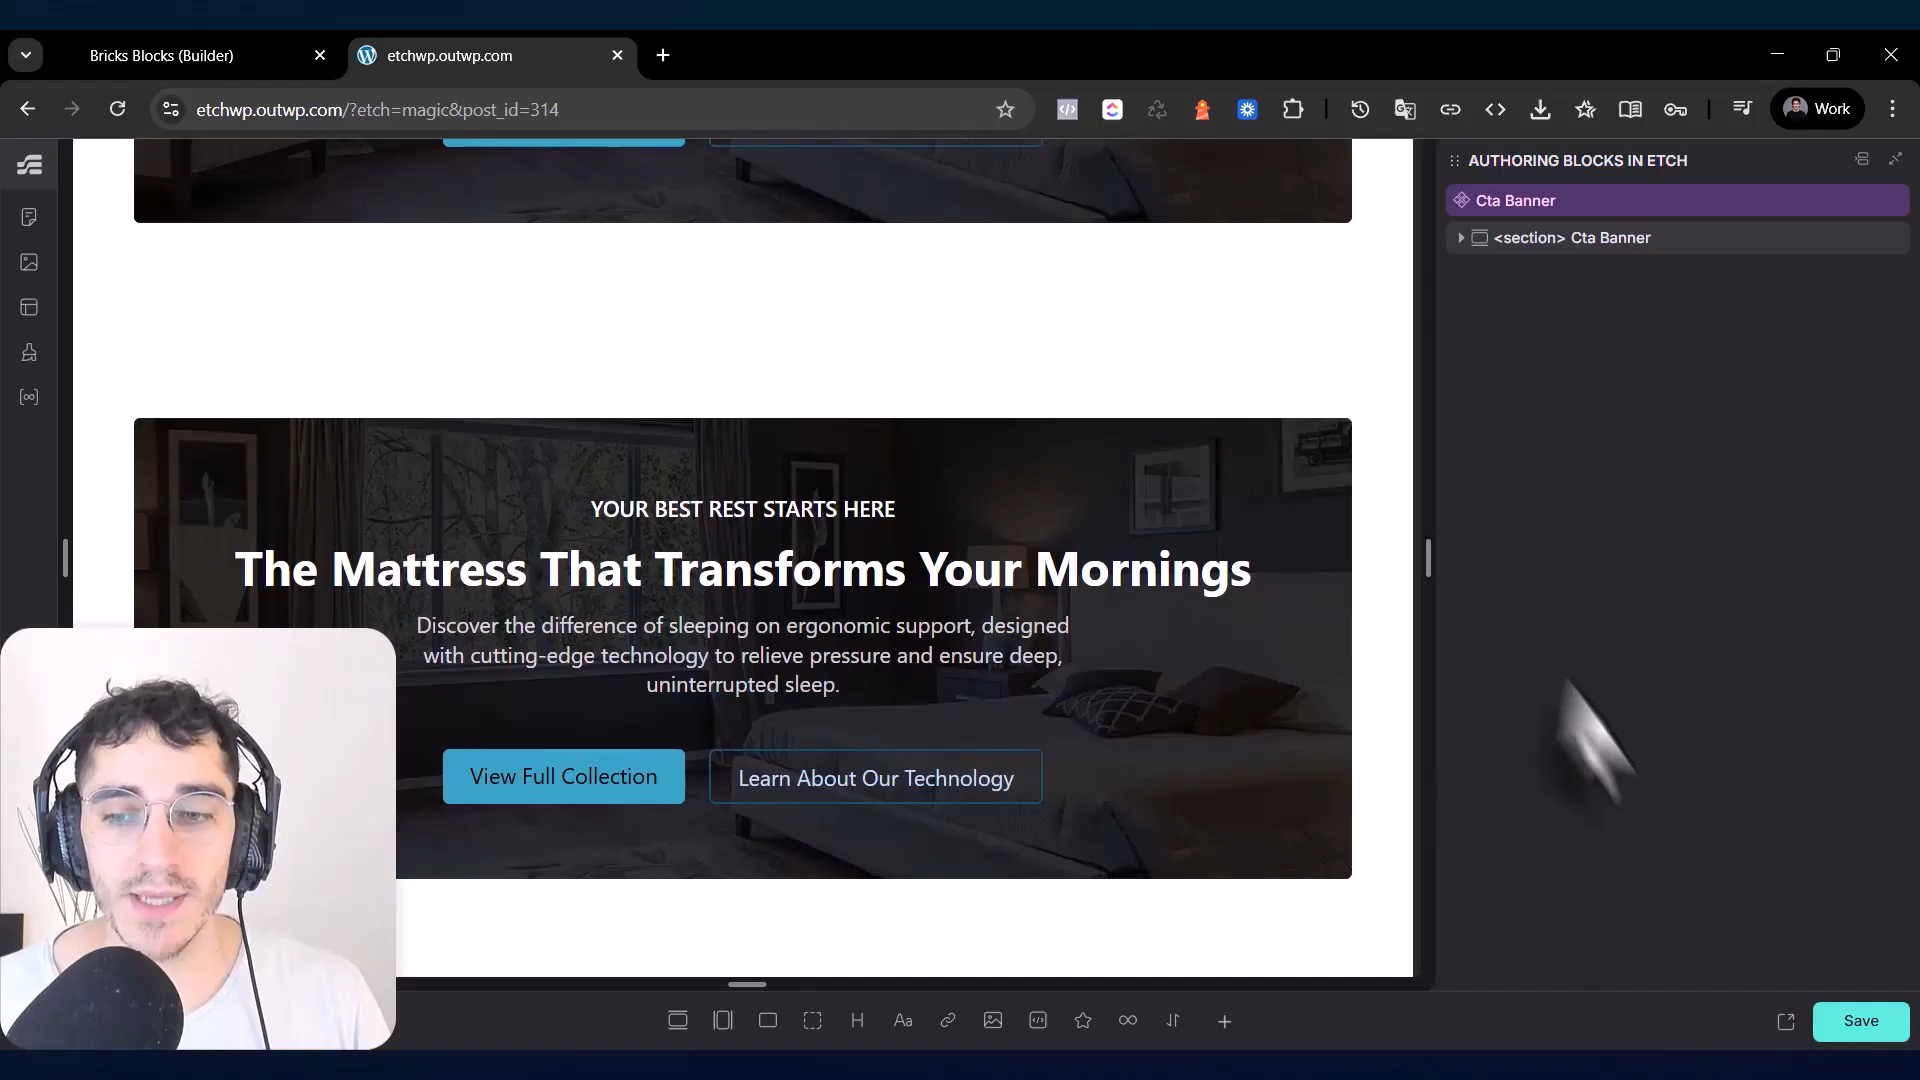 Bricks Blocks (Builder)
etchwp.outwp.com
etchwp.outwp.com/?etch=magic&post_id=314
Work
AUTHORING BLOCKS IN ETCH
Cta Banner
<section> Cta Banner
YOUR BEST REST STARTS HERE
The Mattress That Transforms Your Mornings
Discover the difference of sleeping on ergonomic support, designed
with cutting-edge technology to relieve pressure and ensure deep,
uninterrupted sleep.
View Full Collection
Learn About Our Technology
H
Aa
Save